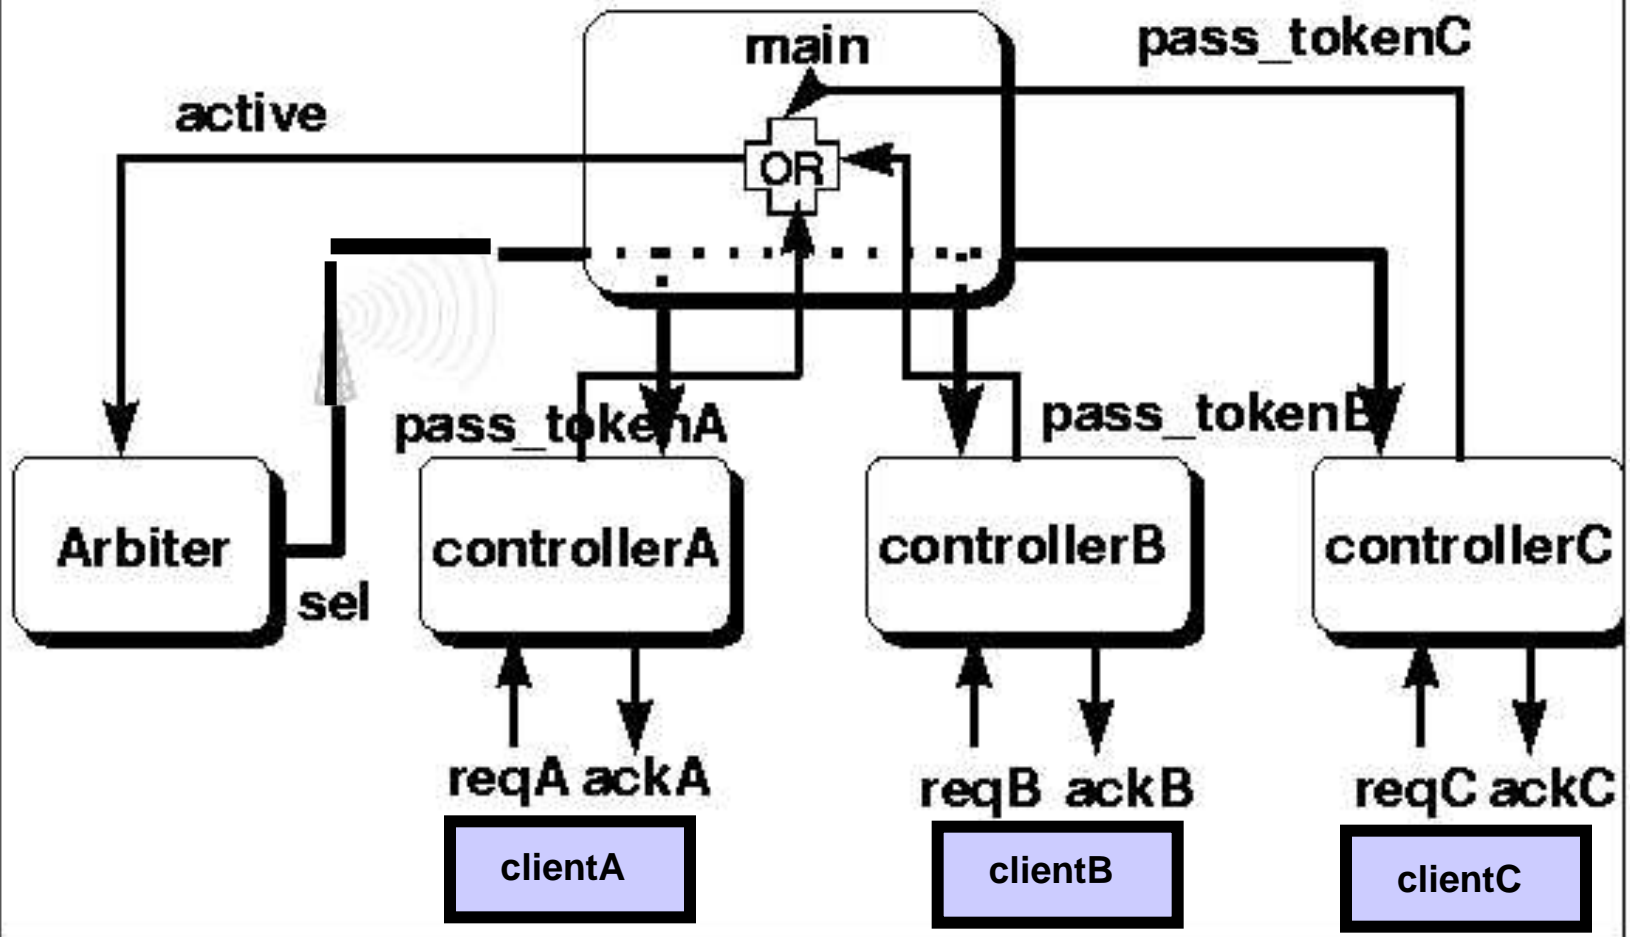 main
pass_tokenC
active
OR
pass_tokenA
pass_tokenB
Arbiter
controllerA
controllerB
controllerC
sel
reqA ackA
reqB ackB
reqC ackC
clientA
clientB
clientC